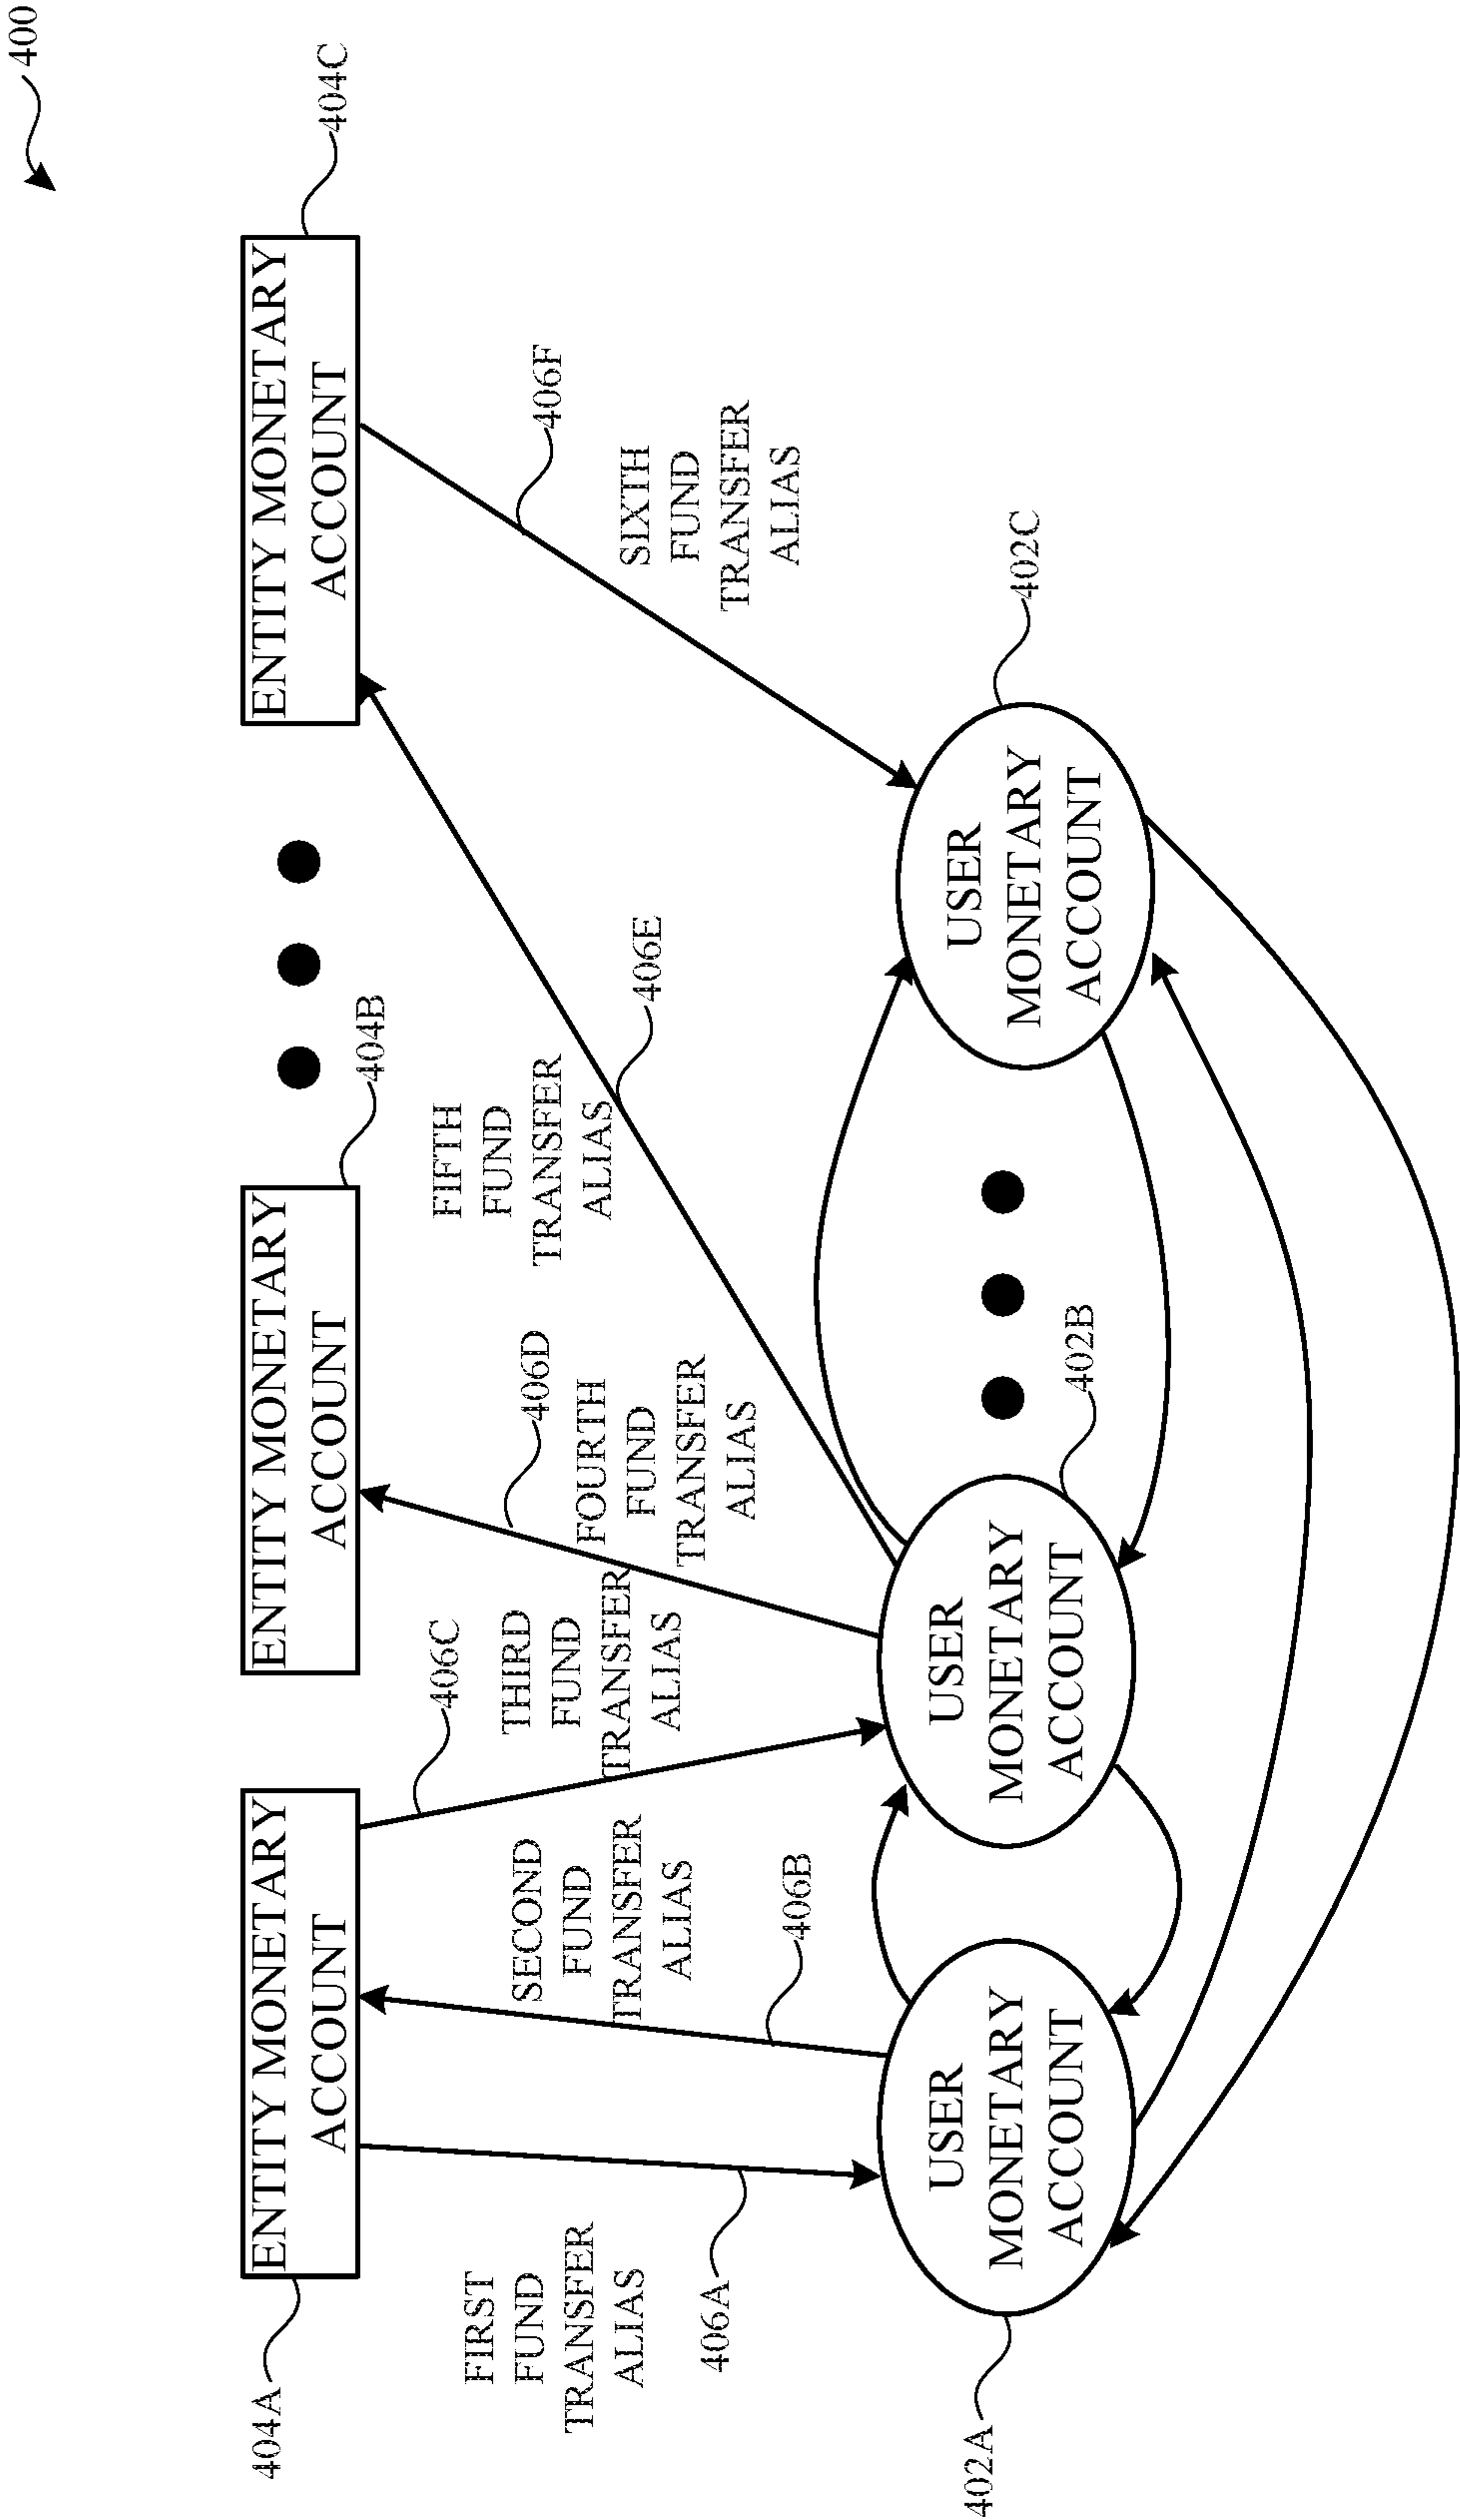 400
404A
ENTITY MONETARY
ACCOUNT
ENTITY MONETARY
ACCOUNT
404B
ENTITY MONETARY
ACCOUNT
404C
FIRST
FUND
TRANSFER
ALIAS
406A
SECOND
FUND
TRANSFER
ALIAS
406B
406C
THIRD
FUND
TRANSFER
ALIAS
406D
FOURTH
FUND
TRANSFER
ALIAS
FIFTH
FUND
TRANSFER
ALIAS
406E
406F
SIXTH
FUND
TRANSFER
ALIAS
402A
USER
MONETARY
ACCOUNT
USER
MONETARY
ACCOUNT
402B
USER
MONETARY
ACCOUNT
402C